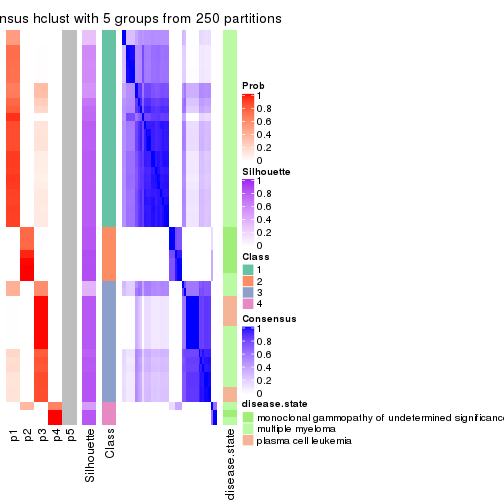 nsus hclust with 5 groups from 250 partitions
Prob
1
0.8
0.6
0.4
0.2
0
Silhouette
1
0.8
0.6
0.4
0.2
0
Class
1
2
3
4
Consensus
1
0.8
0.6
0.4
0.2
0
disease.state
monoclonal gammopathy of undetermined significance
multiple myeloma
plasma cell leukemia
p1
p2
p3
p4
p5
Silhouette
Class
disease.state